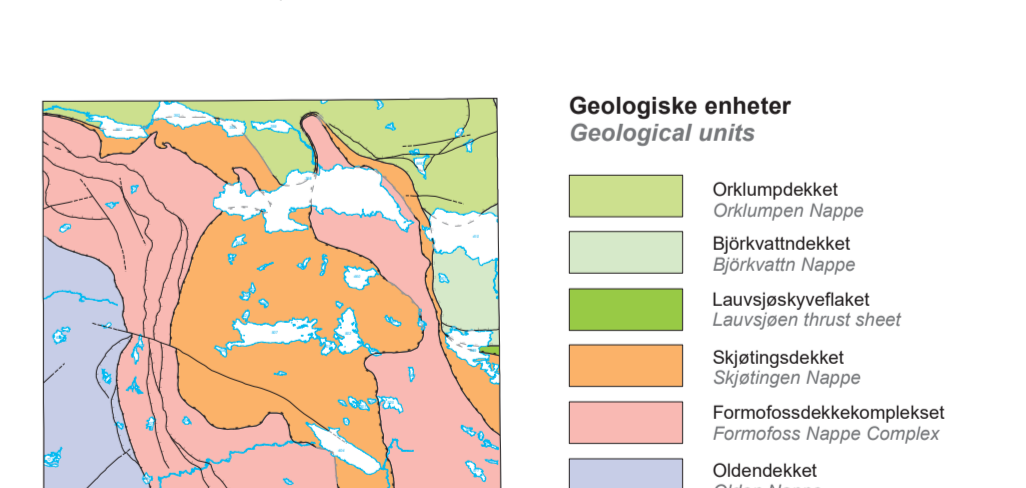 Geologiske enheter
Geological units
Orklumpdekket
Orklumpen Nappe
Björkvattndekket
Björkvattn Nappe
Lauvsjøskyveflaket
Lauvsjøen thrust sheet
Skjøtingsdekket
Skjøtingen Nappe
Formofossdekkekomplekset
Formofoss Nappe Complex
Oldendekket